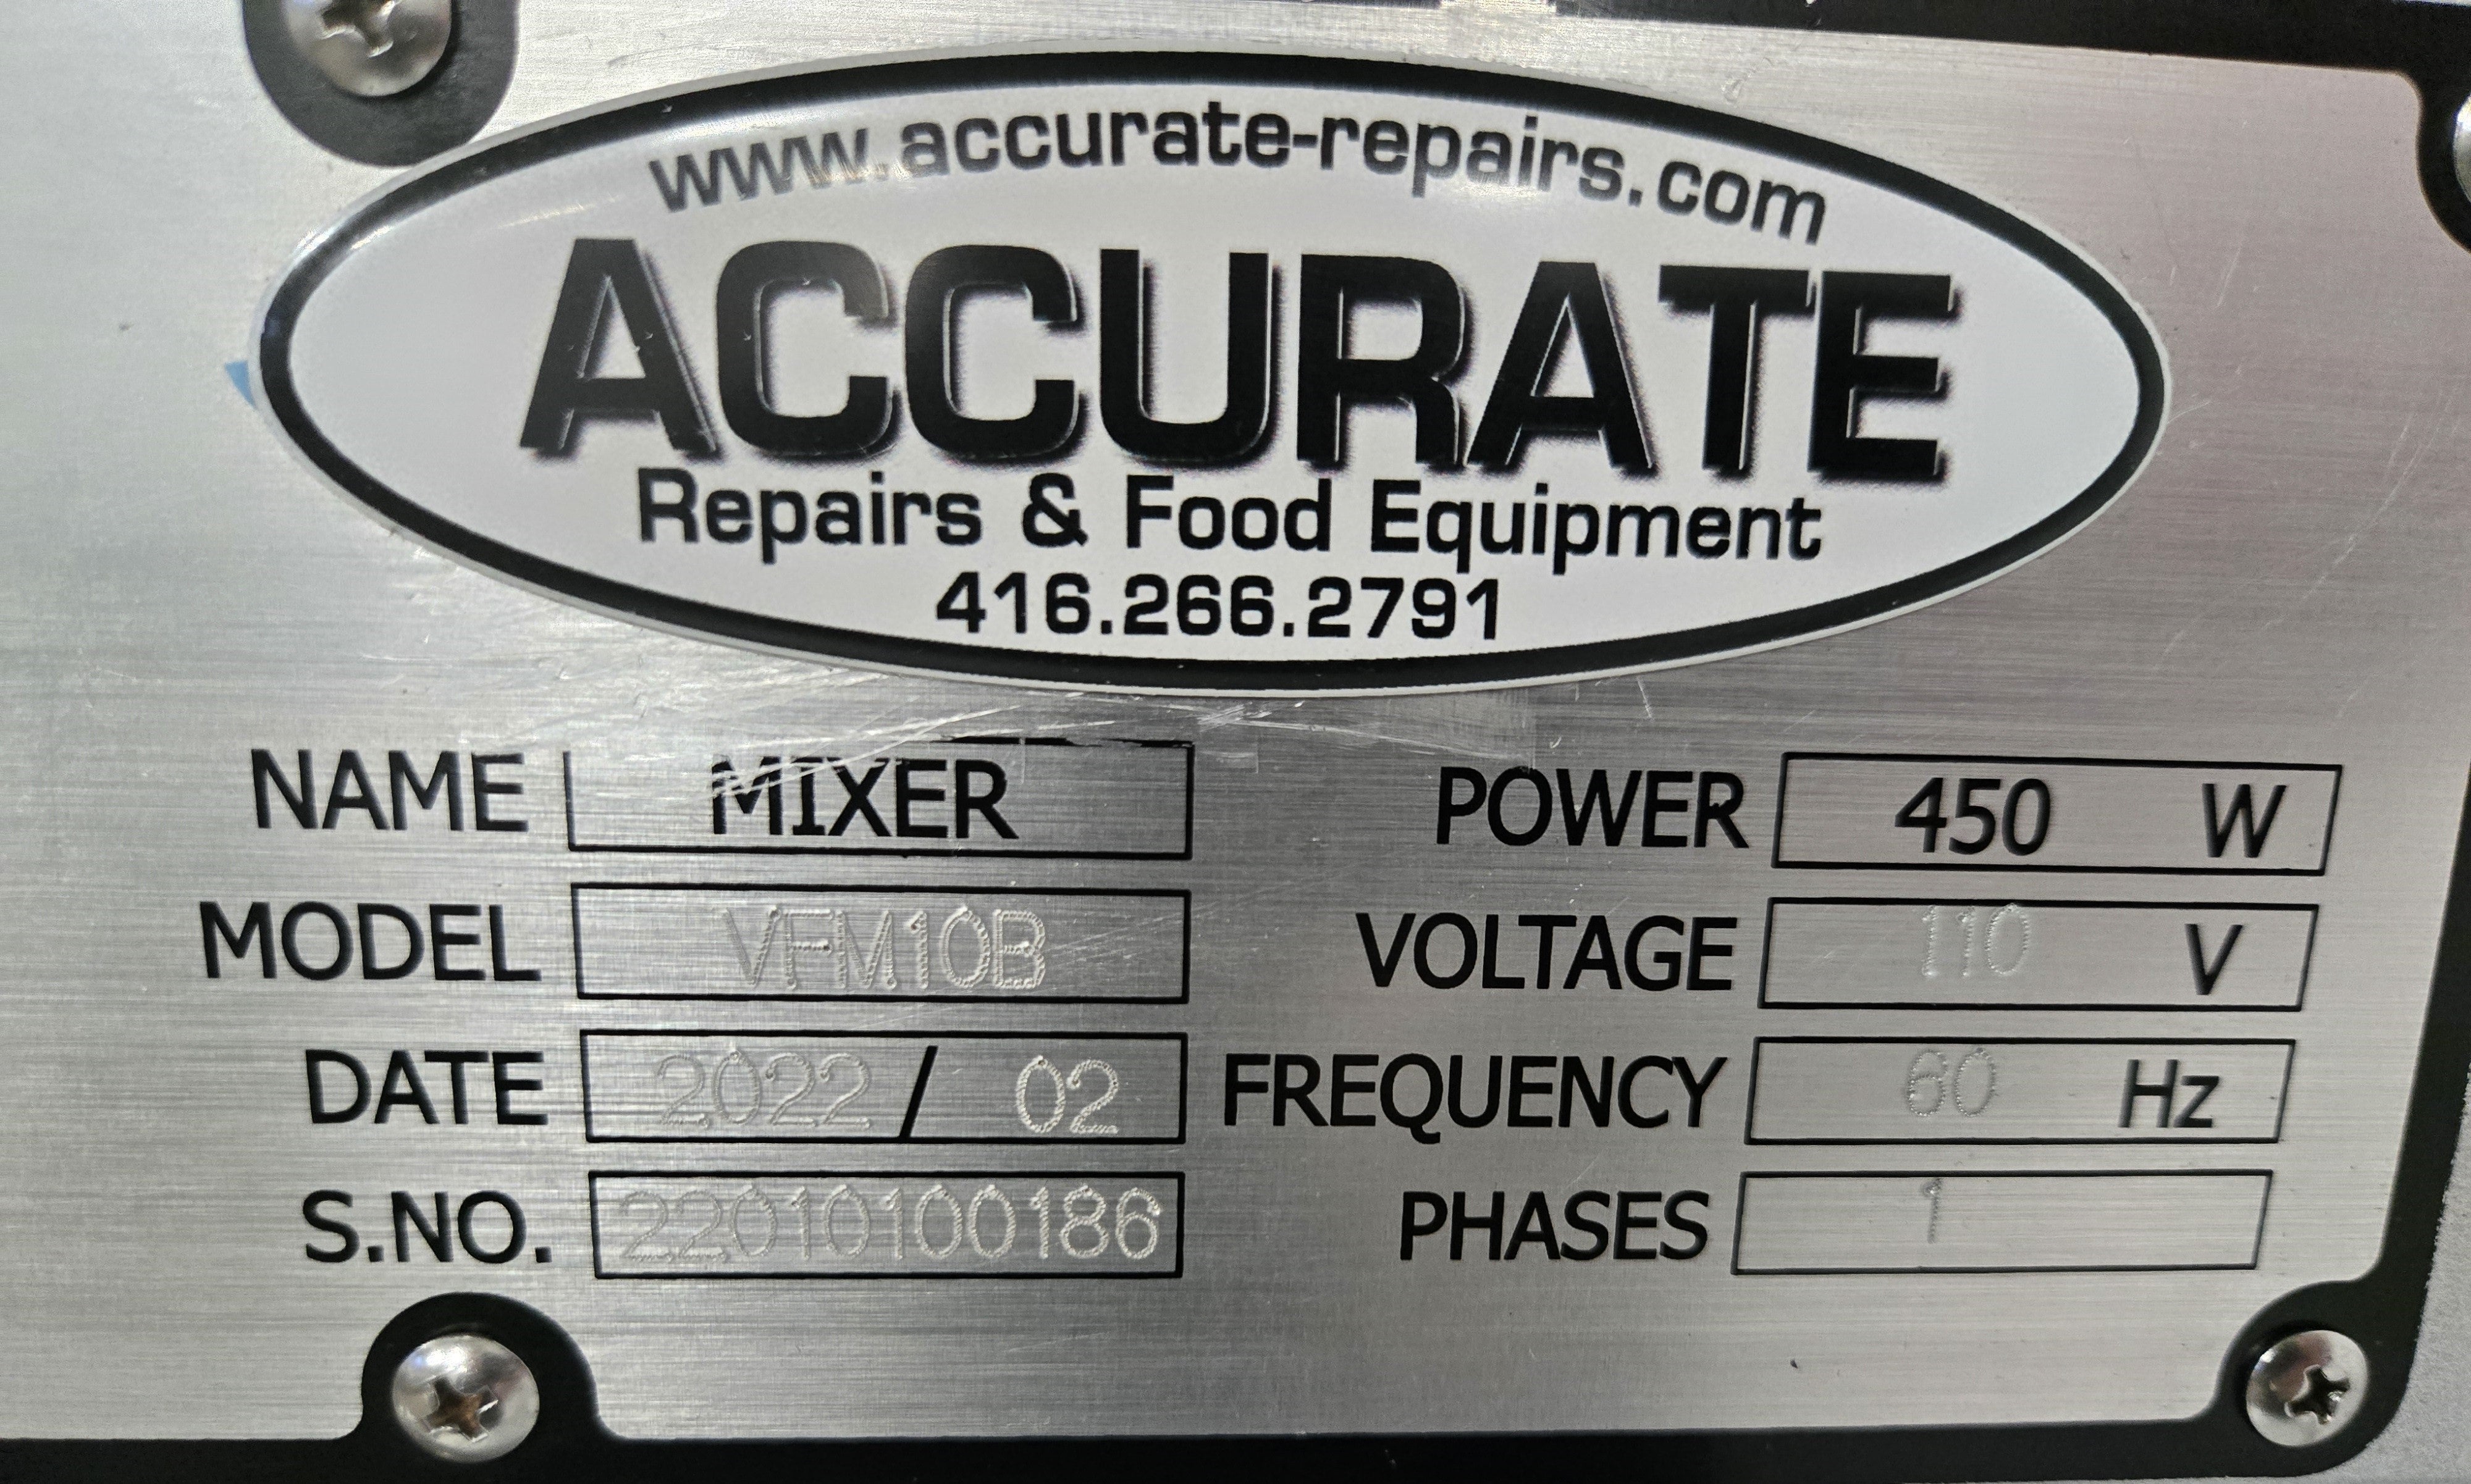 www.accurate-repairs.com
ACCURATE
Repairs & Food Equipment
416.266.2791
NAME MIXER
MODEL VFM10B
DATE 2022 / 02
S.NO. 22010100186
POWER 450 W
VOLTAGE 110 V
FREQUENCY 60 Hz
PHASES 1